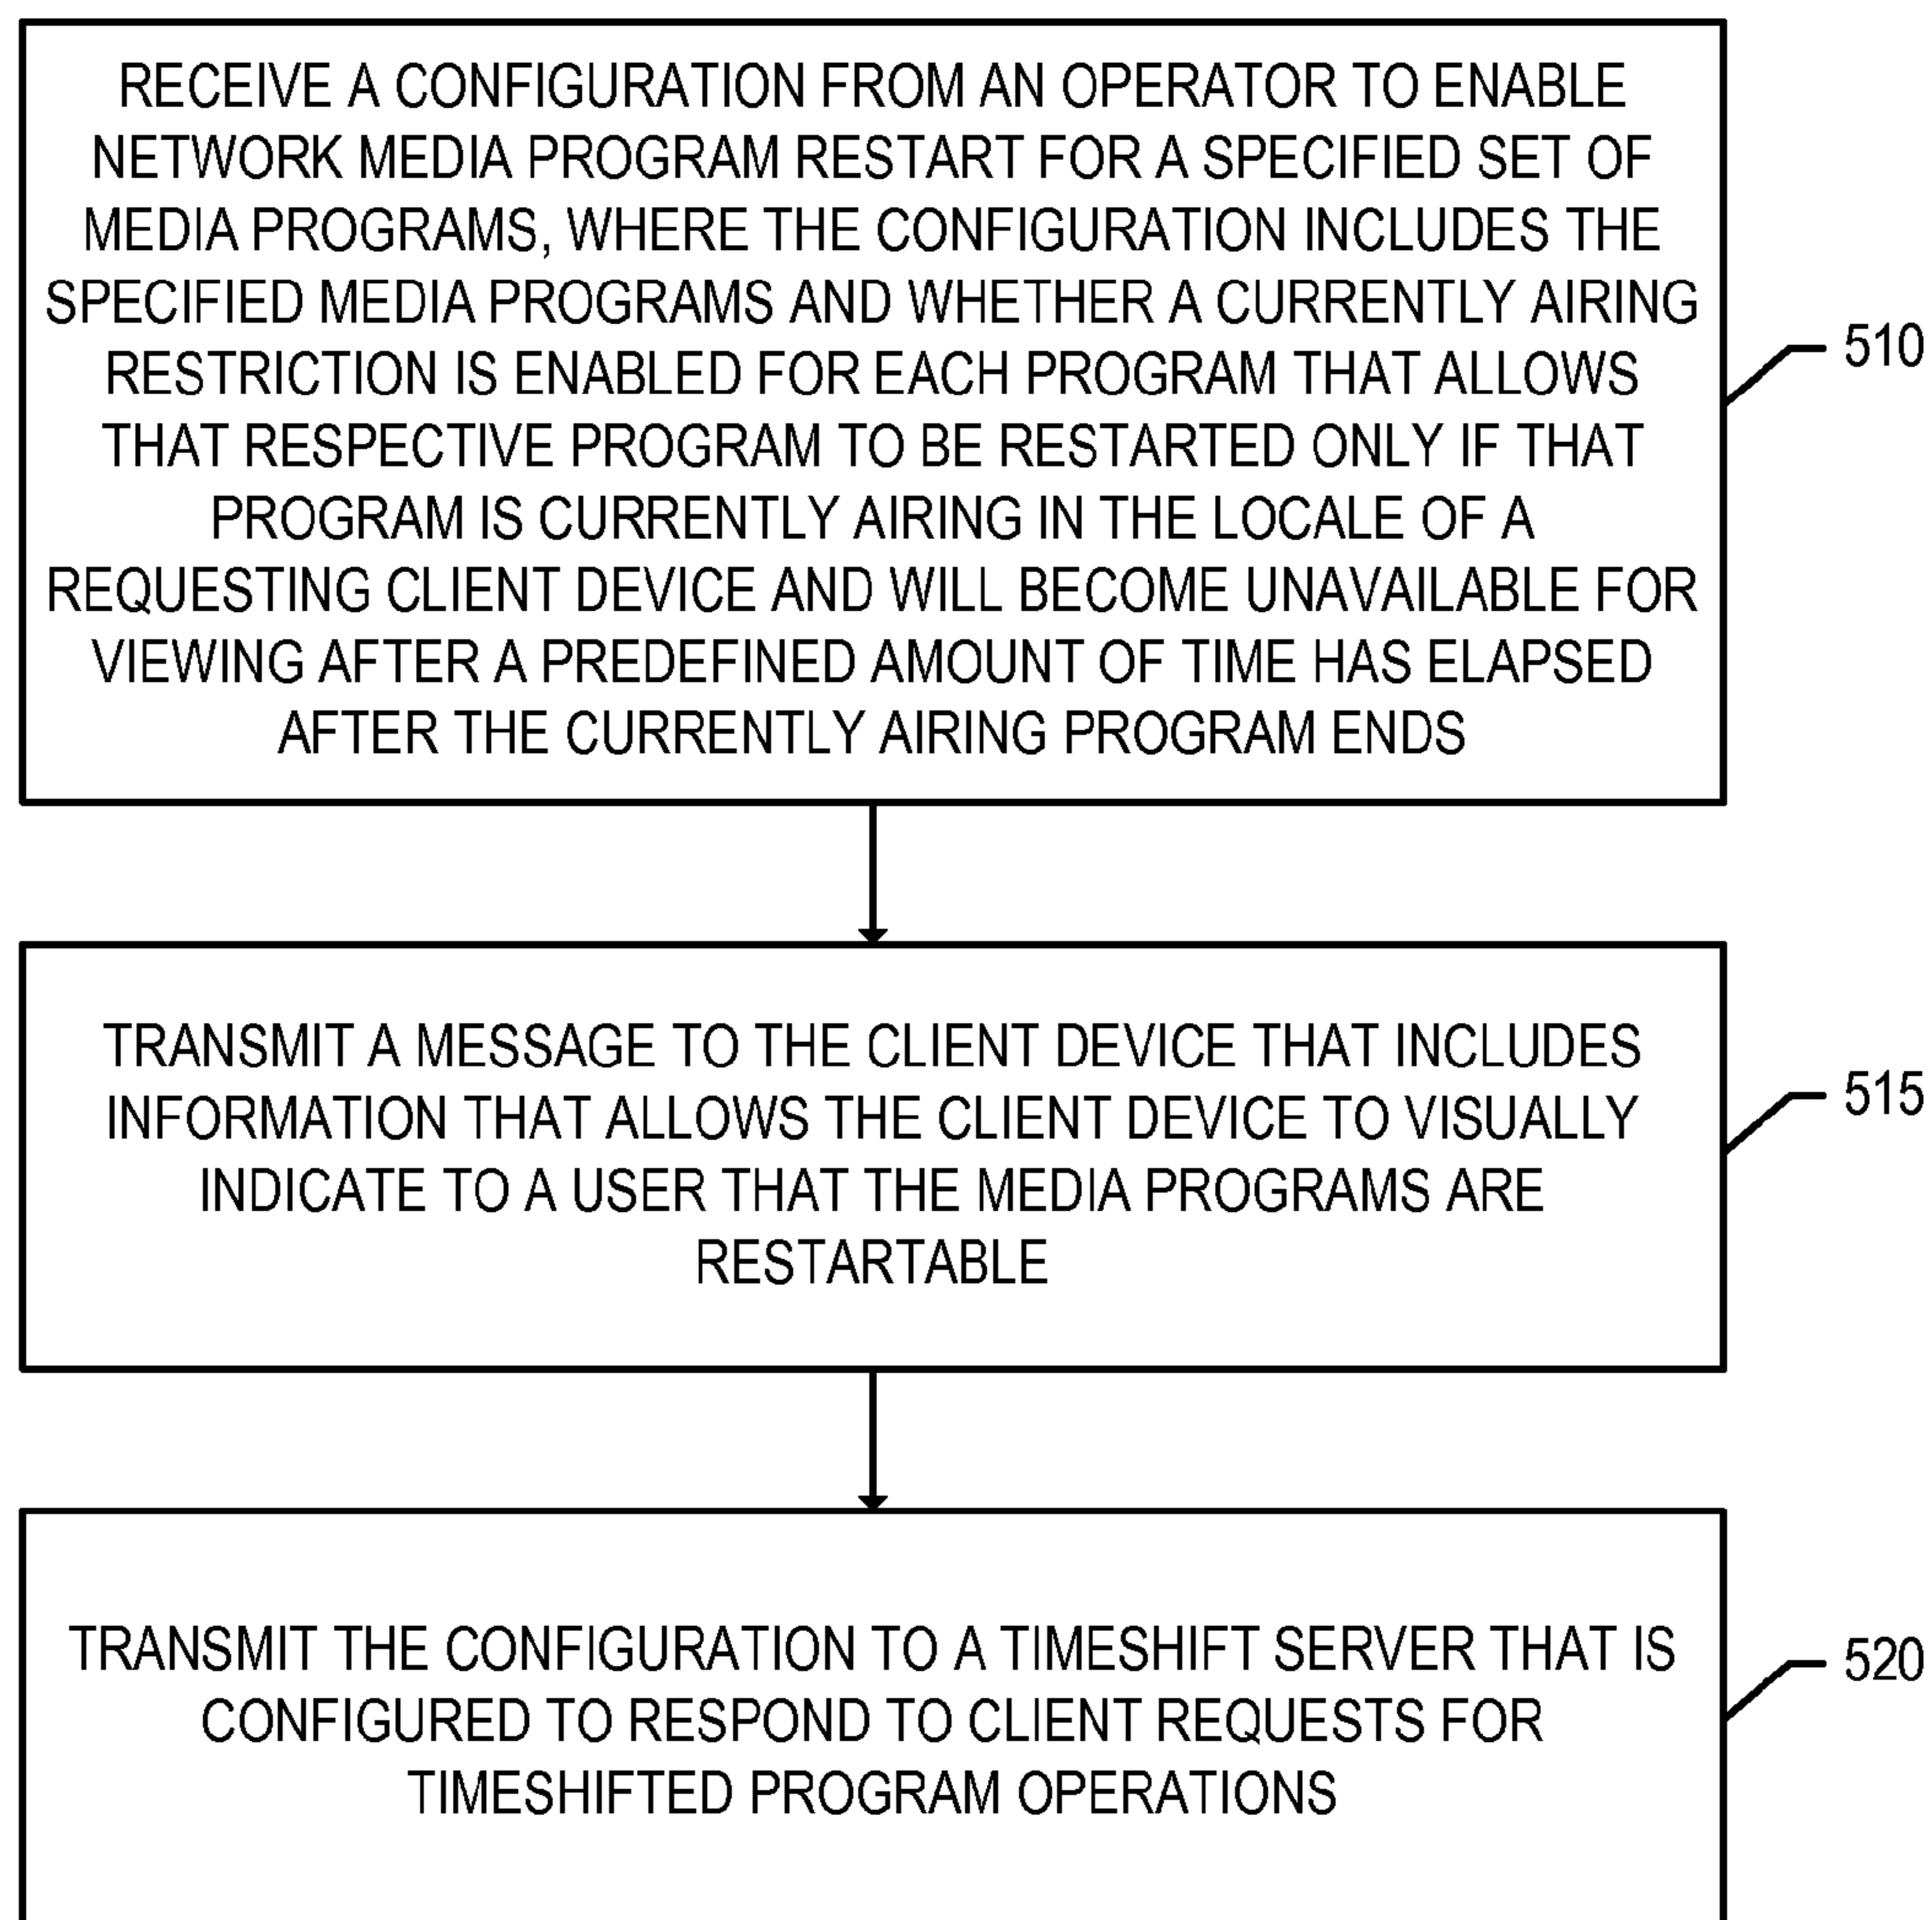 RECEIVE A CONFIGURATION FROM AN OPERATOR TO ENABLE
NETWORK MEDIA PROGRAM RESTART FOR A SPECIFIED SET OF
MEDIA PROGRAMS, WHERE THE CONFIGURATION INCLUDES THE
SPECIFIED MEDIA PROGRAMS AND WHETHER A CURRENTLY AIRING
RESTRICTION IS ENABLED FOR EACH PROGRAM THAT ALLOWS
THAT RESPECTIVE PROGRAM TO BE RESTARTED ONLY IF THAT
PROGRAM IS CURRENTLY AIRING IN THE LOCALE OF A
REQUESTING CLIENT DEVICE AND WILL BECOME UNAVAILABLE FOR
VIEWING AFTER A PREDEFINED AMOUNT OF TIME HAS ELAPSED
AFTER THE CURRENTLY AIRING PROGRAM ENDS
510
TRANSMIT A MESSAGE TO THE CLIENT DEVICE THAT INCLUDES
INFORMATION THAT ALLOWS THE CLIENT DEVICE TO VISUALLY
INDICATE TO A USER THAT THE MEDIA PROGRAMS ARE
RESTARTABLE
515
TRANSMIT THE CONFIGURATION TO A TIMESHIFT SERVER THAT IS
CONFIGURED TO RESPOND TO CLIENT REQUESTS FOR
TIMESHIFTED PROGRAM OPERATIONS
520